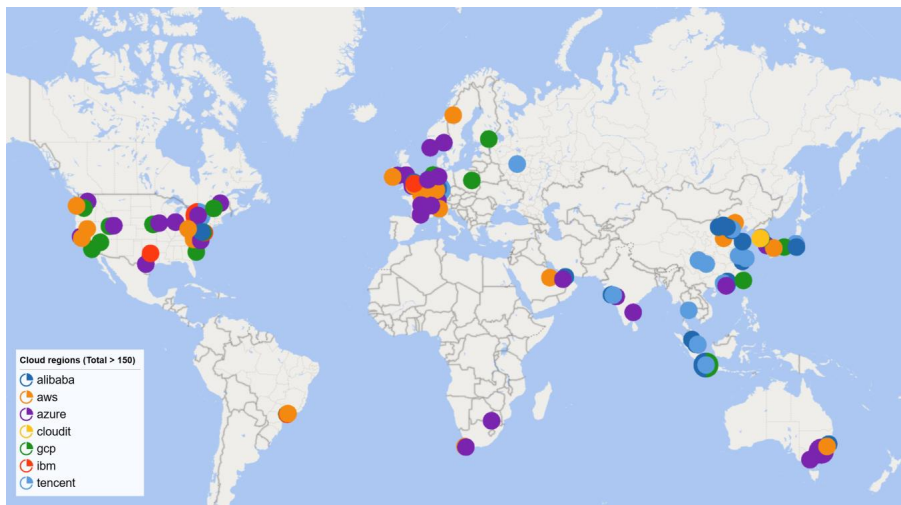 Cloud regions (Total > 150)
alibaba
aws
azure
cloudit
gcp
ibm
tencent